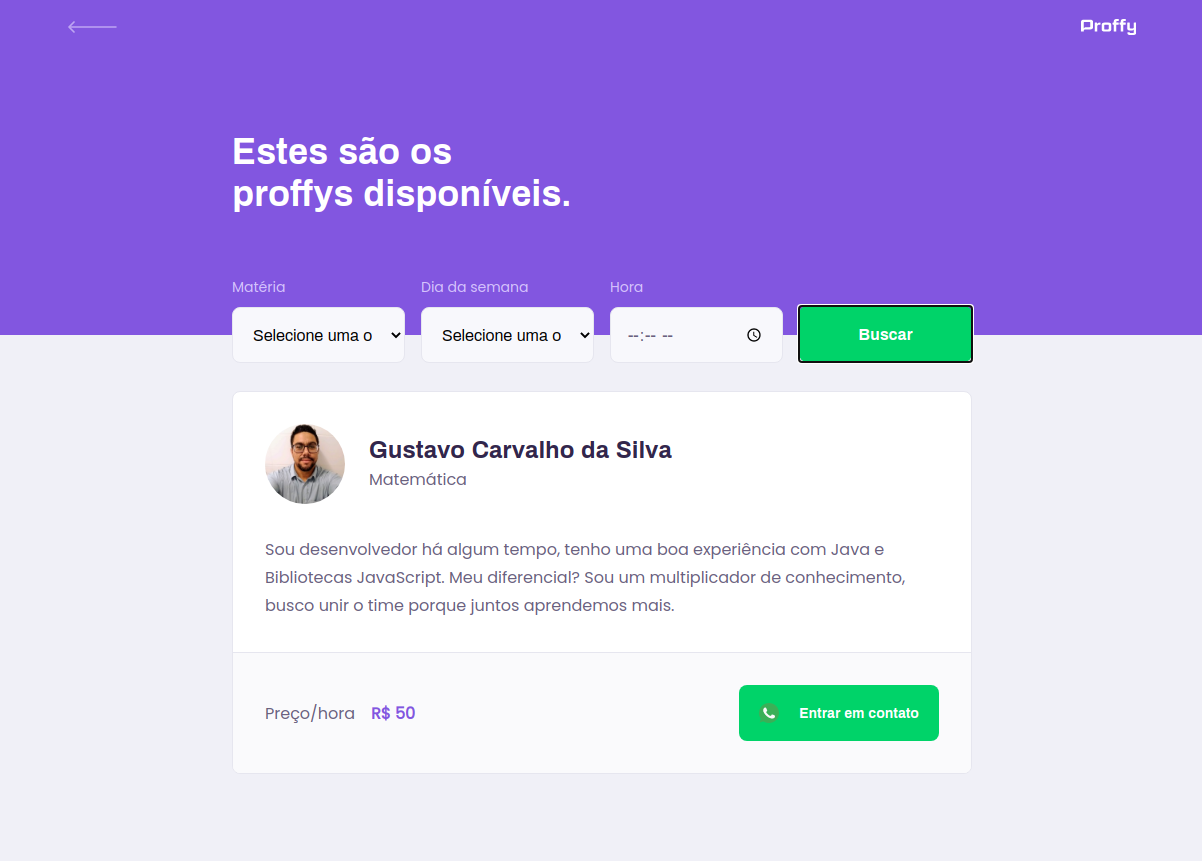 Proffy
Estes são os
proffys disponíveis.
Matéria
Dia da semana
Hora
Selecione uma o
Selecione uma o
--:-- --
Buscar
Gustavo Carvalho da Silva
Matemática
Sou desenvolvedor há algum tempo, tenho uma boa experiência com Java e
Bibliotecas JavaScript. Meu diferencial? Sou um multiplicador de conhecimento,
busco unir o time porque juntos aprendemos mais.
Preço/hora R$ 50
Entrar em contato